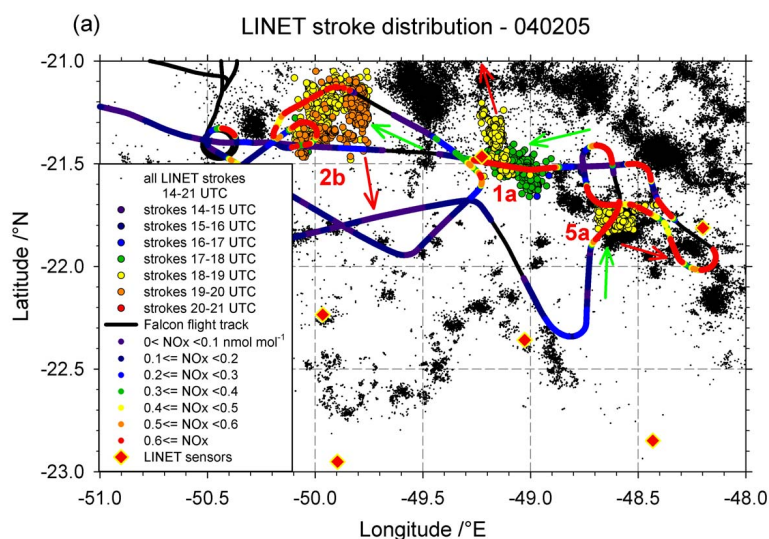 (a) LINET stroke distribution - 040205
-21.0
-21.5
-22.0
-22.5
-23.0
Latitude /°N
2b
1a
5a
all LINET strokes
14-21 UTC
strokes 14-15 UTC
strokes 15-16 UTC
strokes 16-17 UTC
strokes 17-18 UTC
strokes 18-19 UTC
strokes 19-20 UTC
strokes 20-21 UTC
Falcon flight track
0< NOx <0.1 nmol mol⁻¹
0.1<= NOx <0.2
0.2<= NOx <0.3
0.3<= NOx <0.4
0.4<= NOx <0.5
0.5<= NOx <0.6
0.6<= NOx
LINET sensors
-51.0 -50.5 -50.0 -49.5 -49.0 -48.5 -48.0
Longitude /°E